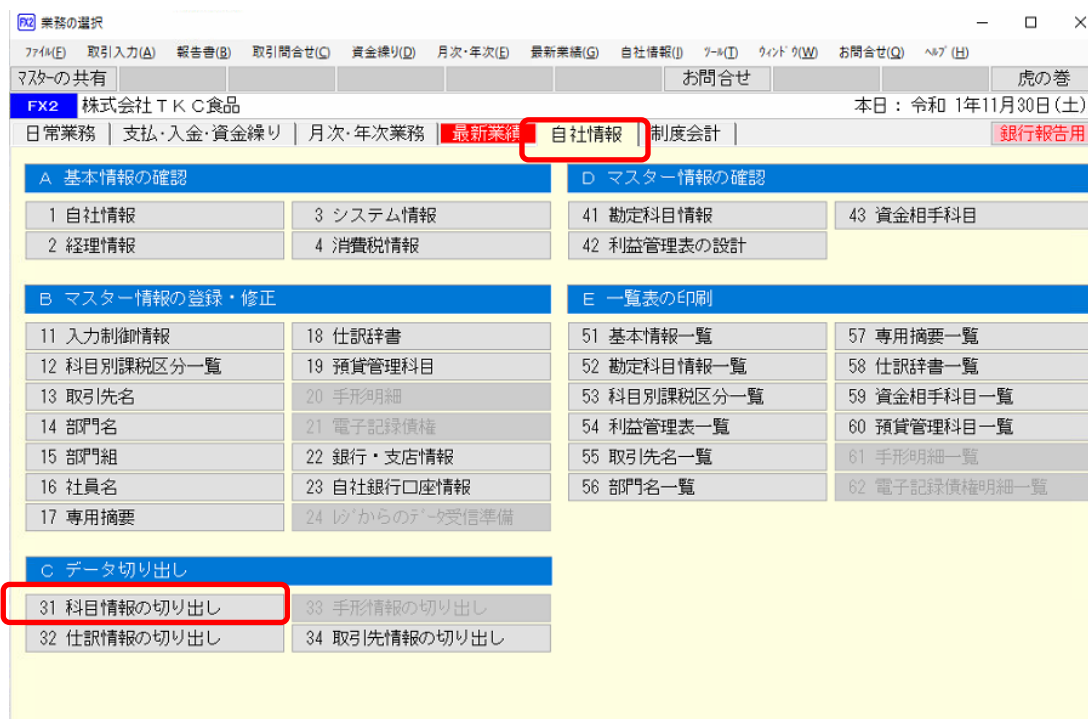 FX2 業務の選択
ﾌｧｲﾙ(F) 取引入力(A) 報告書(B) 取引問合せ(C) 資金繰り(D) 月次・年次(E) 最新業績(G) 自社情報(I) ﾂｰﾙ(T) ｳｨﾝﾄﾞｳ(W) お問合せ(Q) ﾍﾙﾌﾟ(H)
ﾏｽﾀｰの共有 お問合せ 虎の巻
FX2 株式会社ＴＫＣ食品 本日：令和 1年11月30日(土)
日常業務 支払・入金・資金繰り 月次・年次業務 最新業績 自社情報 制度会計 銀行報告用
Ａ 基本情報の確認
1 自社情報 3 システム情報
2 経理情報 4 消費税情報
Ｄ マスター情報の確認
41 勘定科目情報 43 資金相手科目
42 利益管理表の設計
Ｂ マスター情報の登録・修正
11 入力制御情報 18 仕訳辞書
12 科目別課税区分一覧 19 預貸管理科目
13 取引先名 20 手形明細
14 部門名 21 電子記録債権
15 部門組 22 銀行・支店情報
16 社員名 23 自社銀行口座情報
17 専用摘要 24 ﾚｼﾞからのﾃﾞｰﾀ受信準備
Ｅ 一覧表の印刷
51 基本情報一覧 57 専用摘要一覧
52 勘定科目情報一覧 58 仕訳辞書一覧
53 科目別課税区分一覧 59 資金相手科目一覧
54 利益管理表一覧 60 預貸管理科目一覧
55 取引先名一覧 61 手形明細一覧
56 部門名一覧 62 電子記録債権明細一覧
Ｃ データ切り出し
31 科目情報の切り出し 33 手形情報の切り出し
32 仕訳情報の切り出し 34 取引先情報の切り出し